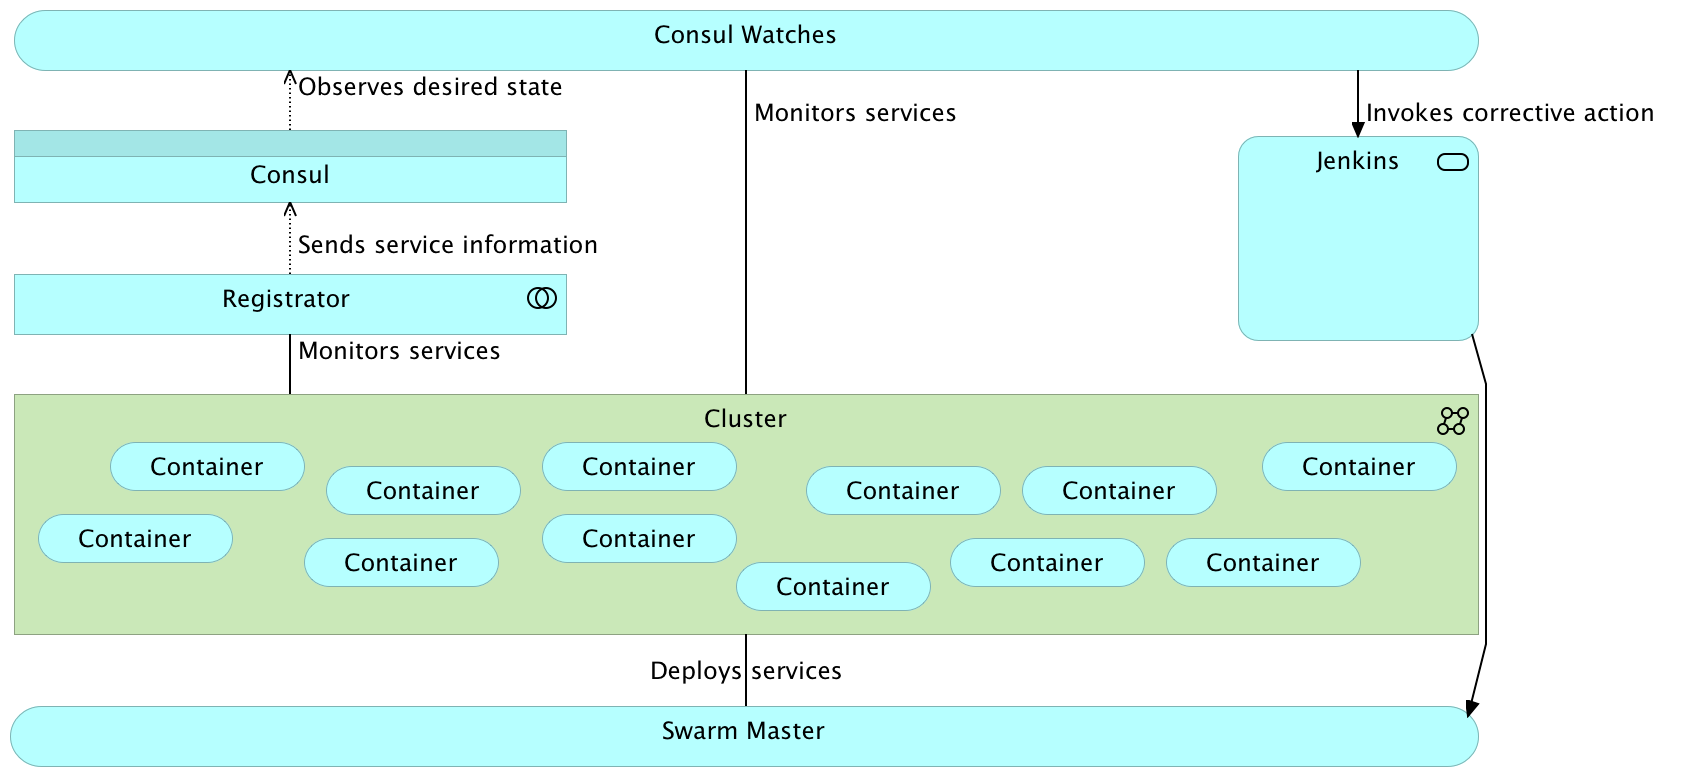 Consul Watches
Observes desired state
Monitors services
Invokes corrective action
Consul
Jenkins
Sends service information
Registrator
Monitors services
Cluster
Container
Container
Container
Container
Container
Container
Container
Container
Container
Container
Container
Container
Deploys services
Swarm Master